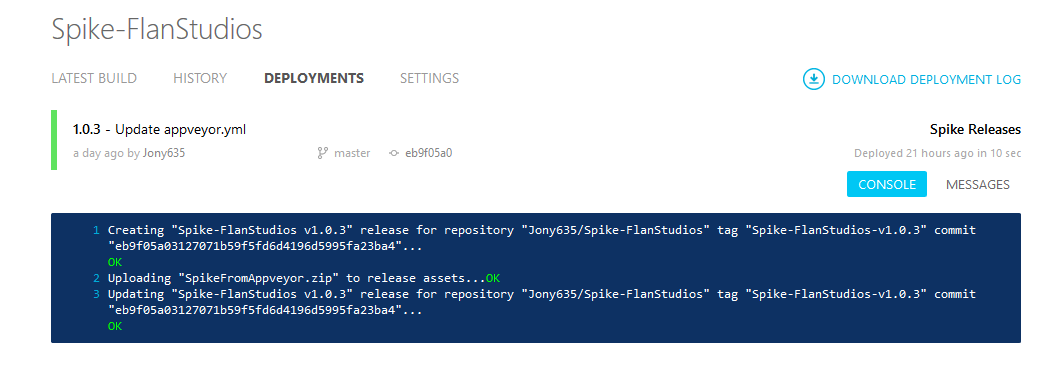 Spike-FlanStudios
LATEST BUILD HISTORY DEPLOYMENTS SETTINGS DOWNLOAD DEPLOYMENT LOG
1.0.3 - Update appveyor.yml Spike Releases
a day ago by Jony635 master eb9f05a0 Deployed 21 hours ago in 10 sec
CONSOLE MESSAGES
1 Creating "Spike-FlanStudios v1.0.3" release for repository "Jony635/Spike-FlanStudios" tag "Spike-FlanStudios-v1.0.3" commit
"eb9f05a03127071b59f5fd6d4196d5995fa23ba4"...
OK
2 Uploading "SpikeFromAppveyor.zip" to release assets...OK
3 Updating "Spike-FlanStudios v1.0.3" release for repository "Jony635/Spike-FlanStudios" tag "Spike-FlanStudios-v1.0.3" commit
"eb9f05a03127071b59f5fd6d4196d5995fa23ba4"...
OK